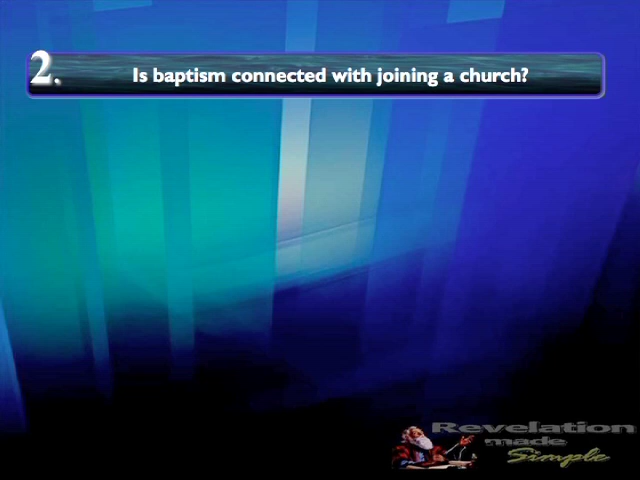 2. Is baptism connected with joining a church?
Revelation
made
Simple